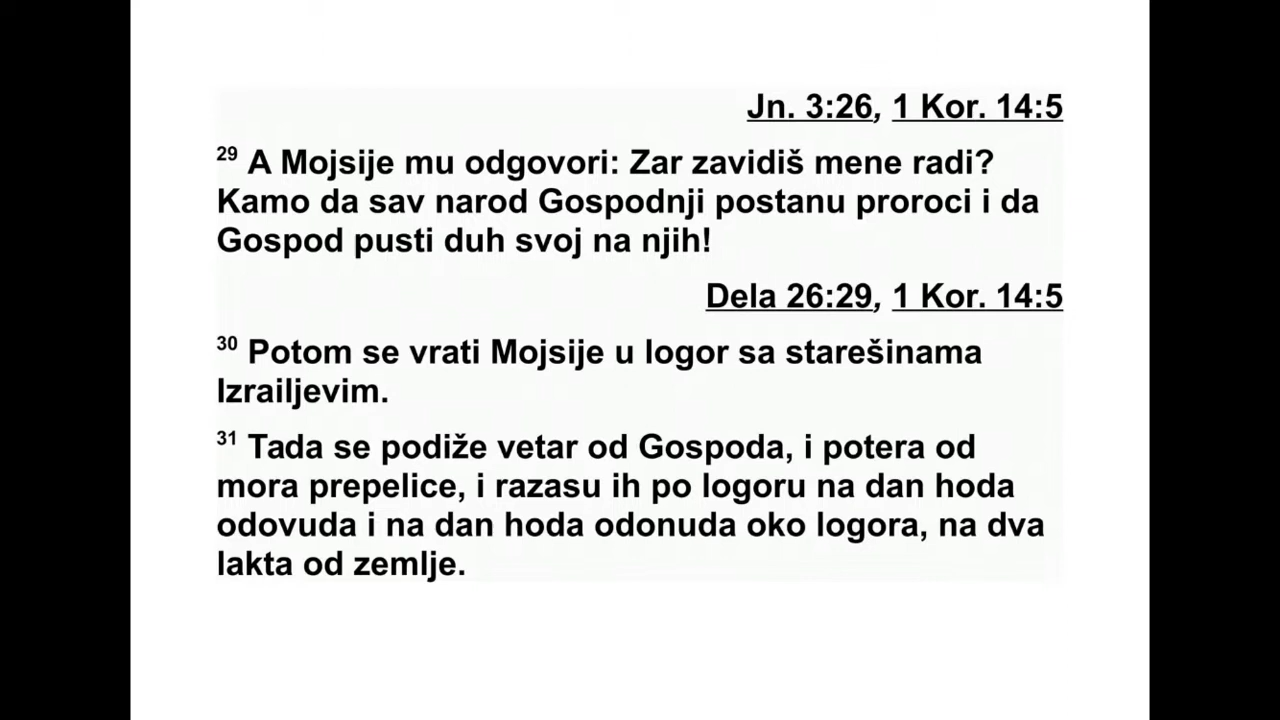 Jn. 3:26, 1 Kor. 14:5
29 A Mojsije mu odgovori: Zar zavidiš mene radi?
Kamo da sav narod Gospodnji postanu proroci i da
Gospod pusti duh svoj na njih!
Dela 26:29, 1 Kor. 14:5
30 Potom se vrati Mojsije u logor sa starešinama
Izrailjevim.
31 Tada se podiže vetar od Gospoda, i potera od
mora prepelice, i razasu ih po logoru na dan hoda
odovuda i na dan hoda odonuda oko logora, na dva
lakta od zemlje.